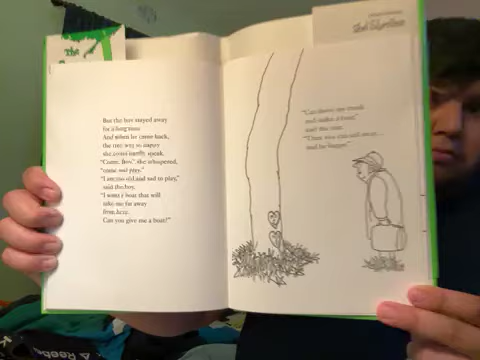 The
But the boy stayed away
for a long time.
And when he came back,
the tree was so happy
she could hardly speak.
"Come, Boy," she whispered,
"come and play."
"I am too old and sad to play,"
said the boy.
"I want a boat that will
take me far away
from here.
Can you give me a boat?"
"Cut down my trunk
and make a boat,"
said the tree.
"Then you can sail away...
and be happy."
Reebok